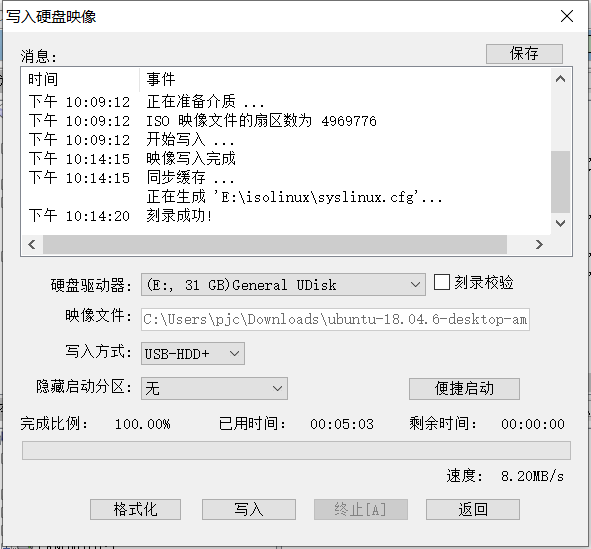 写入硬盘映像
消息:
保存
时间 事件
下午 10:09:12 正在准备介质 ...
下午 10:09:12 ISO 映像文件的扇区数为 4969776
下午 10:09:12 开始写入 ...
下午 10:14:15 映像写入完成
下午 10:14:15 同步缓存 ...
正在生成 'E:\isolinux\syslinux.cfg'...
下午 10:14:20 刻录成功!
硬盘驱动器: (E:, 31 GB)General UDisk 刻录校验
映像文件: C:\Users\pjc\Downloads\ubuntu-18.04.6-desktop-am
写入方式: USB-HDD+
隐藏启动分区: 无 便捷启动
完成比例: 100.00% 已用时间: 00:05:03 剩余时间: 00:00:00
速度: 8.20MB/s
格式化 写入 终止[A] 返回